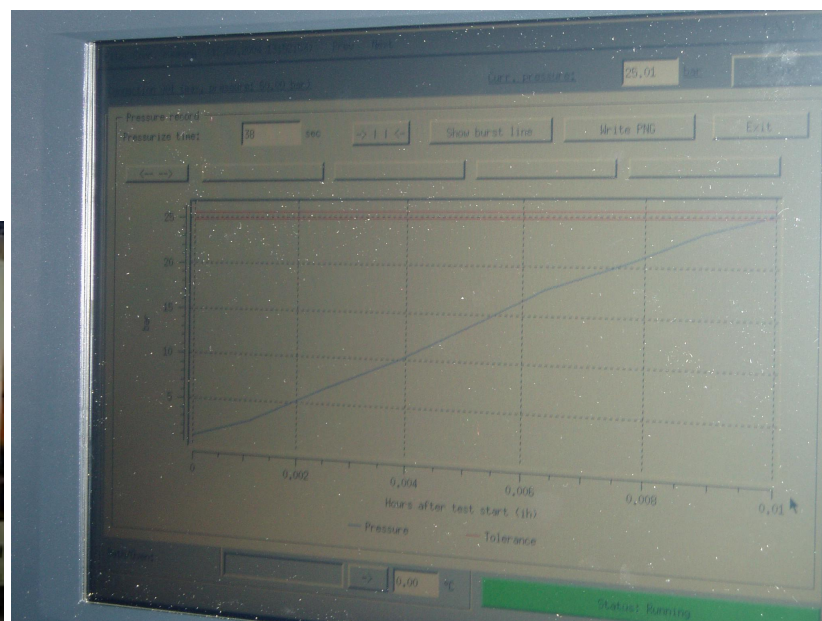 Curr. pressure: 25.01 bar
Pressure record
Pressurize time: 38 sec -> | | <- Show burst line Write PNG Exit
<-- -->
25
20
15
10
5
bar
0 0,002 0,004 0,006 0,008 0,01
Hours after test start (h)
Pressure Tolerance
-> 0.00 °C
Status: Running